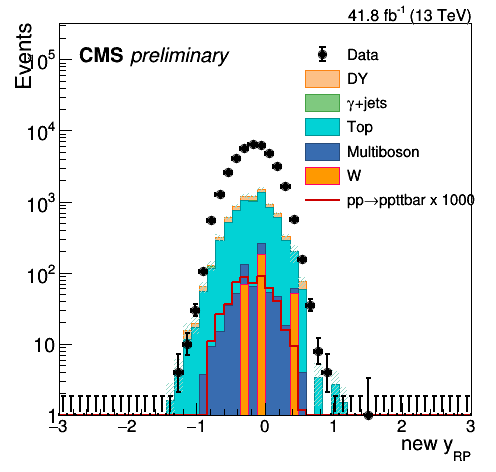 41.8 fb⁻¹ (13 TeV)
Events
CMS preliminary
Data
DY
γ+jets
Top
Multiboson
W
pp→ppttbar x 1000
10⁵
10⁴
10³
10²
10
1
−3 −2 −1 0 1 2 3
new y_RP